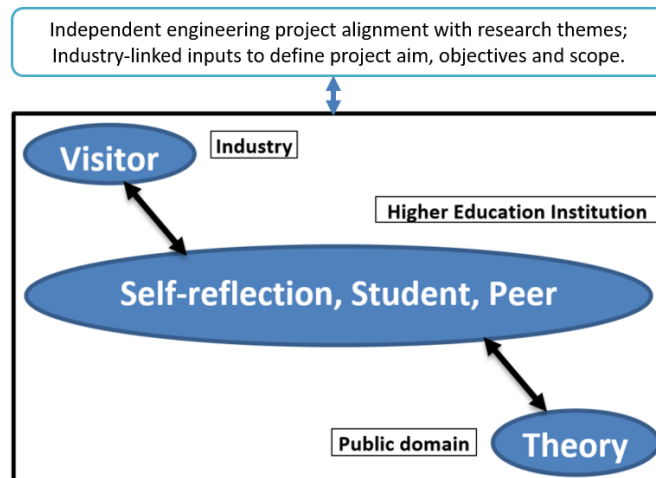 Independent engineering project alignment with research themes;
Industry-linked inputs to define project aim, objectives and scope.
Visitor
Industry
Higher Education Institution
Self-reflection, Student, Peer
Public domain
Theory